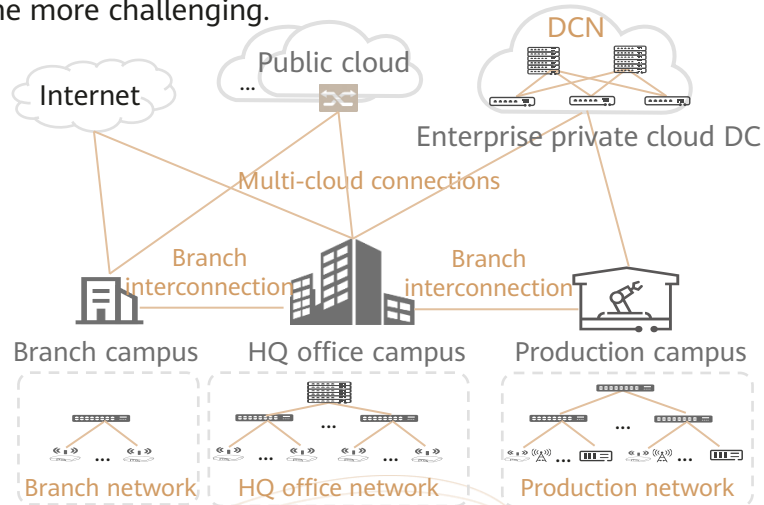 ne more challenging.
DCN
Public cloud
...
Internet
Enterprise private cloud DC
Multi-cloud connections
Branch
interconnection
Branch
interconnection
Branch campus
HQ office campus
Production campus
...
...
...
...
...
...
...
Branch network
HQ office network
Production network